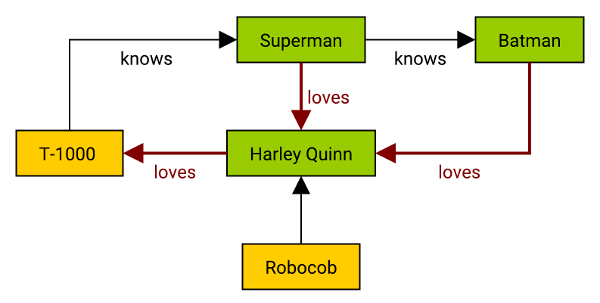 Superman
Batman
knows
knows
loves
T-1000
Harley Quinn
loves
loves
Robocob